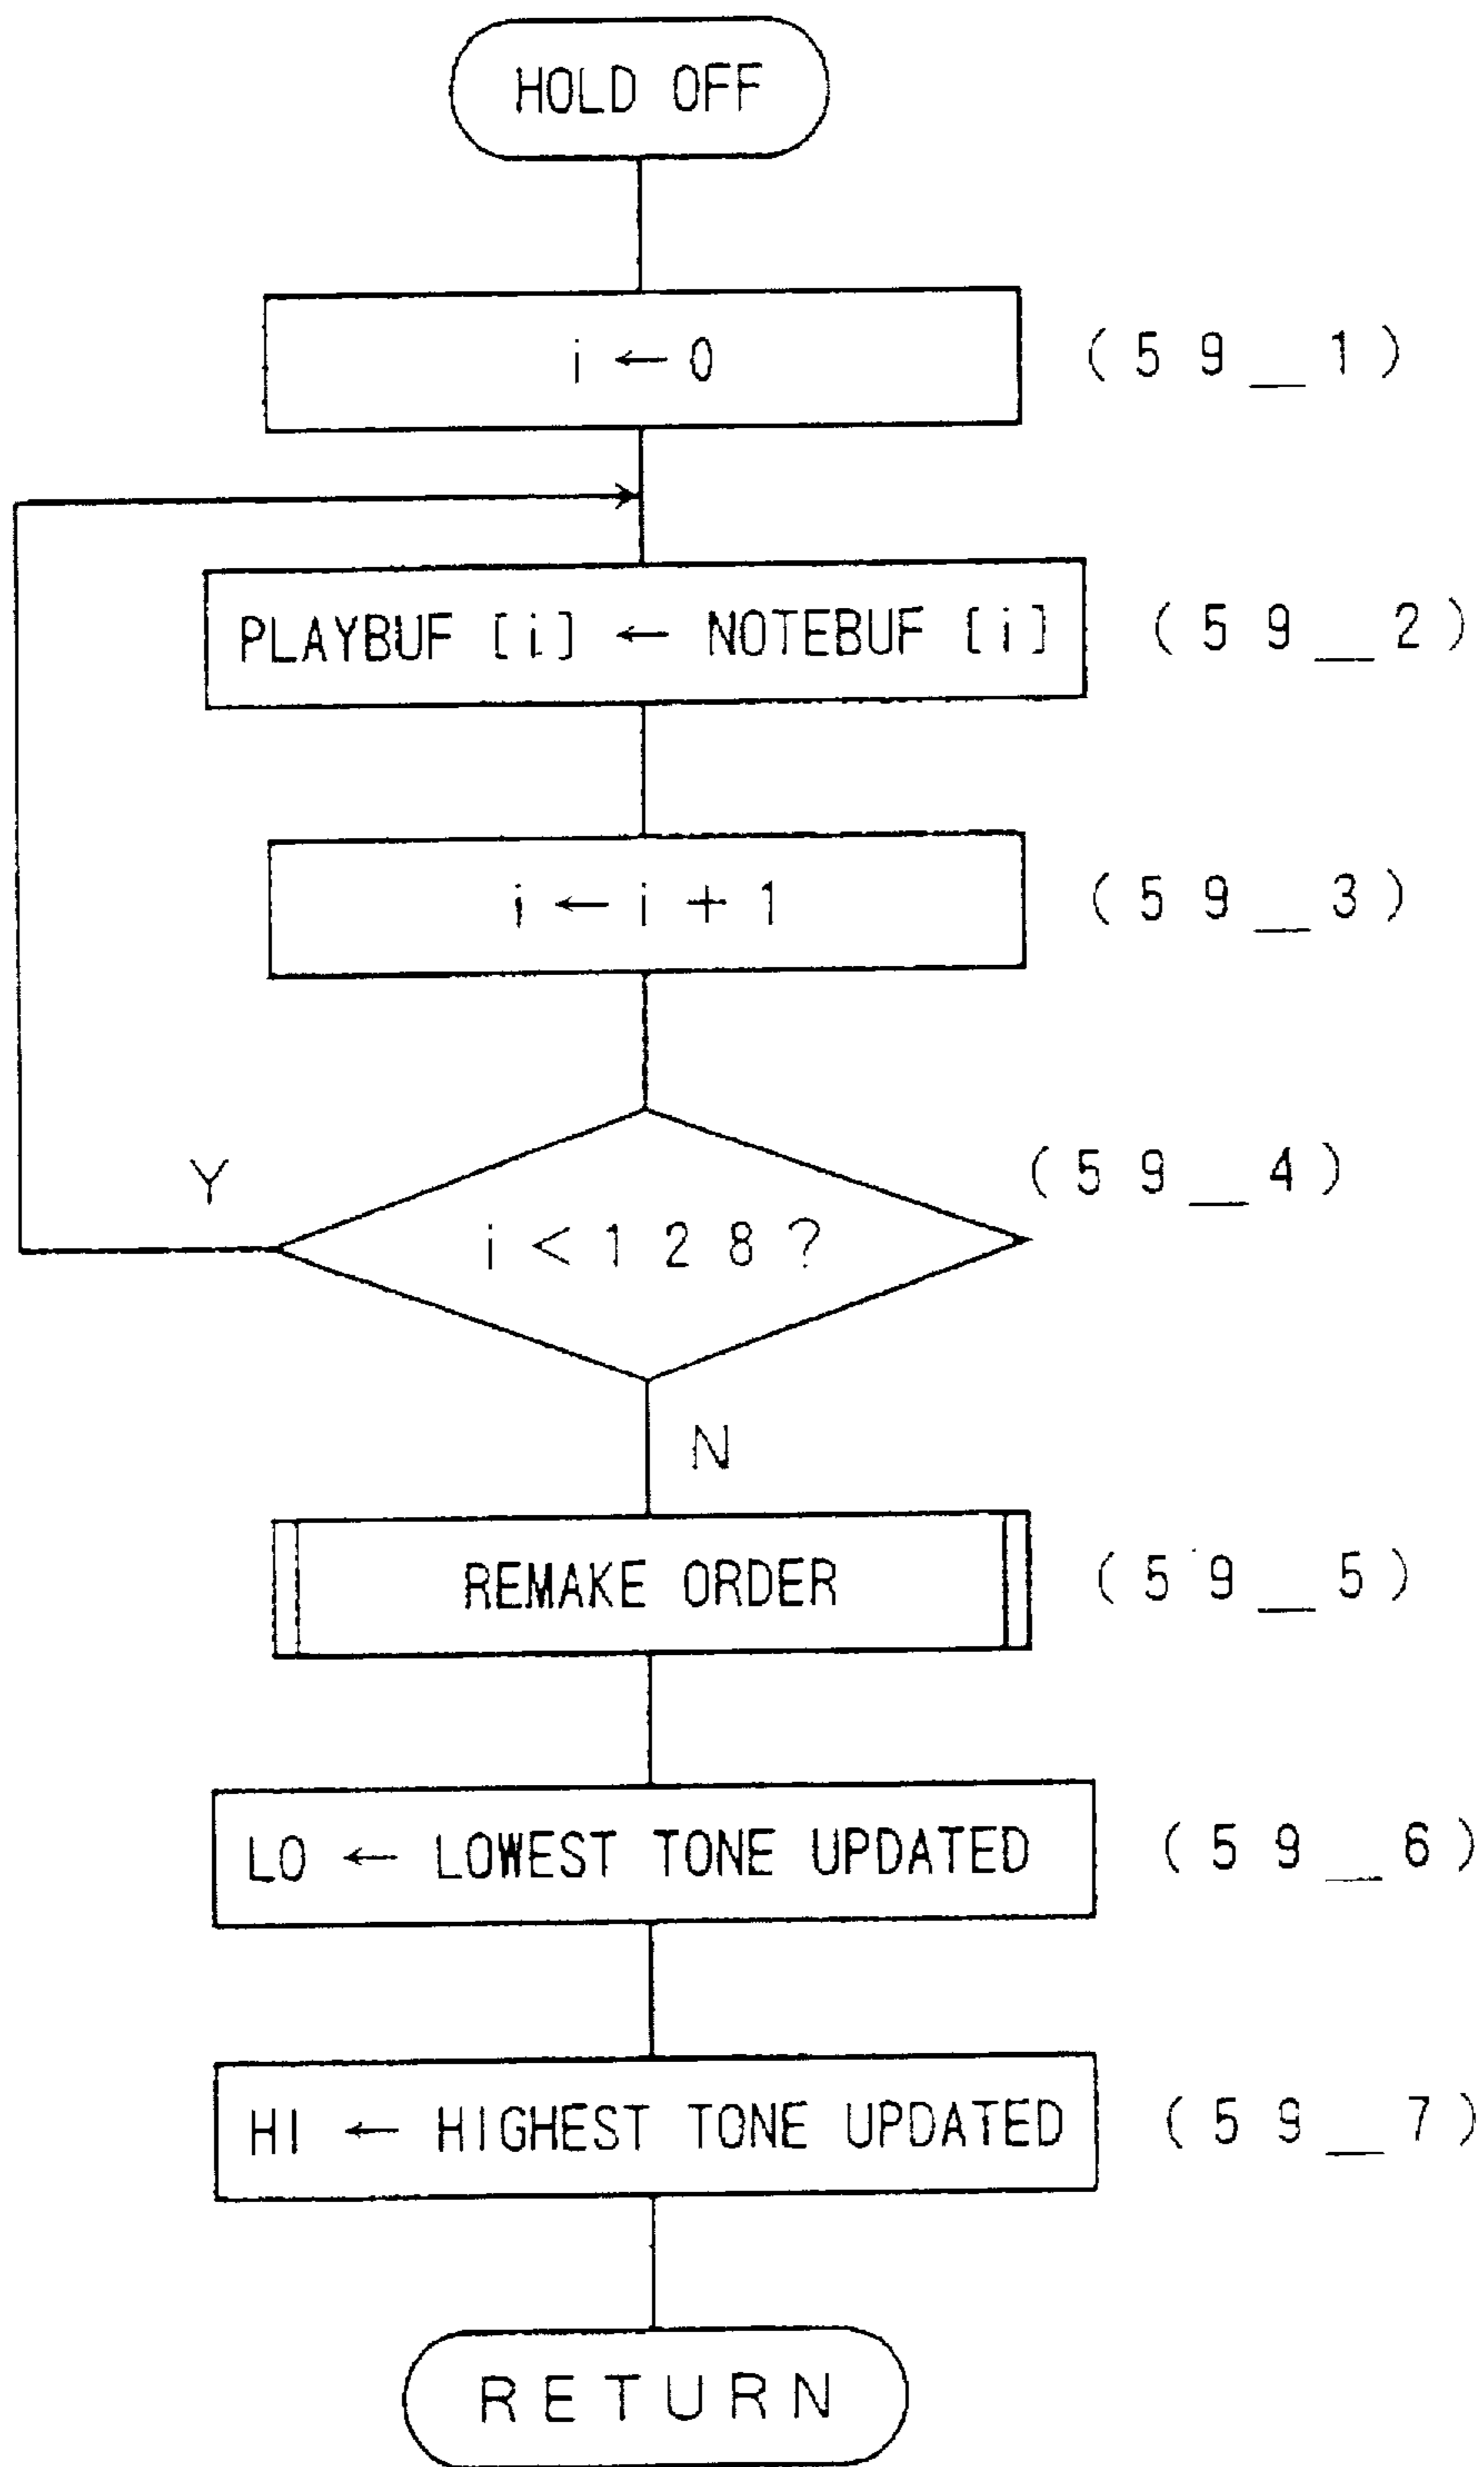 HOLD OFF
i ← 0 (59_1)
PLAYBUF [i] ← NOTEBUF [i] (59_2)
i ← i + 1 (59_3)
Y
i < 128? (59_4)
N
REMAKE ORDER (59_5)
LO ← LOWEST TONE UPDATED (59_6)
HI ← HIGHEST TONE UPDATED (59_7)
RETURN